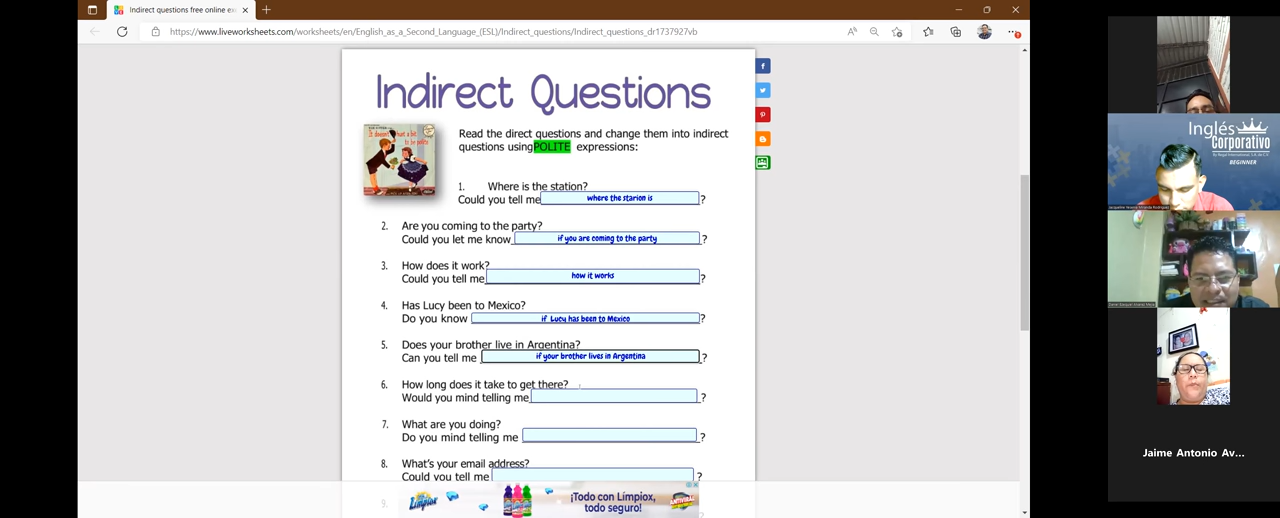 Indirect questions free online exe
https://www.liveworksheets.com/worksheets/en/English_as_a_Second_Language_(ESL)/Indirect_questions/Indirect_questions_dr1737927vb
Indirect Questions
Read the direct questions and change them into indirect
questions using POLITE expressions:
1. Where is the station?
Could you tell me where the starion is ?
2. Are you coming to the party?
Could you let me know if you are coming to the party ?
3. How does it work?
Could you tell me how it works ?
4. Has Lucy been to Mexico?
Do you know if Lucy has been to Mexico ?
5. Does your brother live in Argentina?
Can you tell me if your brother lives in Argentina ?
6. How long does it take to get there?
Would you mind telling me ?
7. What are you doing?
Do you mind telling me ?
8. What's your email address?
Could you tell me ?
9.
Límpiox
¡Todo con Límpiox,
todo seguro!
Inglés
Corporativo
BEGINNER
Jaime Antonio Av...